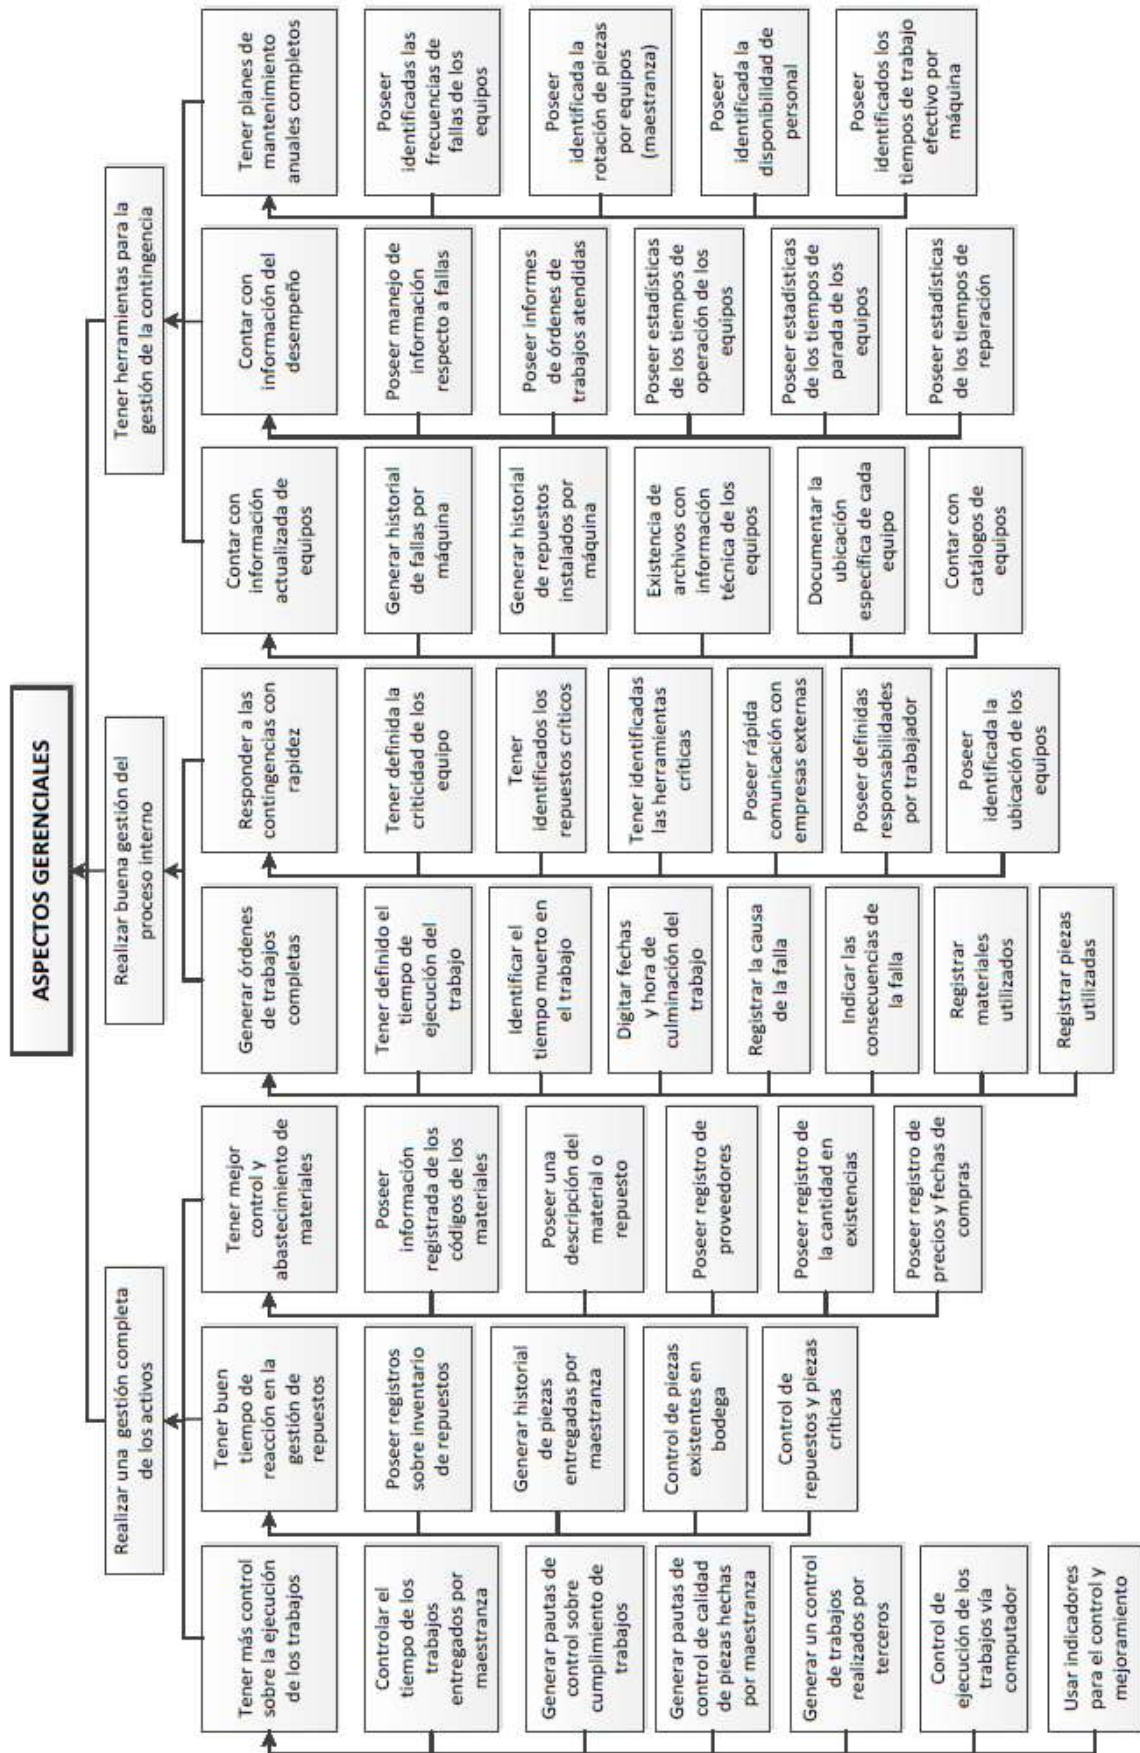 ASPECTOS GERENCIALES
Realizar una gestión completa
de los activos
Realizar buena gestión del
proceso interno
Tener herramientas para la
gestión de la contingencia
Tener más control
sobre la ejecución
de los trabajos
Controlar el
tiempo de los
trabajos
entregados por
maestranza
Generar pautas de
control sobre
cumplimiento de
trabajos
Generar pautas de
control de calidad
de piezas hechas
por maestranza
Generar un control
de trabajos
realizados por
terceros
Control de
ejecución de los
trabajos vía
computador
Usar indicadores
para el control y
mejoramiento
Tener buen
tiempo de
reacción en la
gestión de
repuestos
Poseer registros
sobre inventario
de repuestos
Generar historial
de piezas
entregadas por
maestranza
Control de piezas
existentes en
bodega
Control de
repuestos y piezas
críticas
Tener mejor
control y
abastecimiento de
materiales
Poseer
información
registrada de los
códigos de los
materiales
Poseer una
descripción del
material o
repuesto
Poseer registro de
proveedores
Poseer registro de
la cantidad en
existencias
Poseer registro de
precios y fechas de
compras
Generar órdenes
de trabajos
completas
Tener definido el
tiempo de
ejecución del
trabajo
Identificar el
tiempo muerto en
el trabajo
Digitar fechas
y hora de
culminación del
trabajo
Registrar la causa
de la falla
Indicar las
consecuencias de
la falla
Registrar
materiales
utilizados
Registrar piezas
utilizadas
Responder a las
contingencias con
rapidez
Tener definida la
criticidad de los
equipo
Tener
identificados los
repuestos críticos
Tener identificadas
las herramientas
críticas
Poseer rápida
comunicación con
empresas externas
Poseer definidas
responsabilidades
por trabajador
Poseer
identificada la
ubicación de los
equipos
Contar con
información
actualizada de
equipos
Generar historial
de fallas por
máquina
Generar historial
de repuestos
instalados por
máquina
Existencia de
archivos con
información
técnica de los
equipos
Documentar la
ubicación
específica de cada
equipo
Contar con
catálogos de
equipos
Contar con
información del
desempeño
Poseer manejo de
información
respecto a fallas
Poseer informes
de órdenes de
trabajos atendidas
Poseer estadísticas
de los tiempos de
operación de los
equipos
Poseer estadísticas
de los tiempos de
parada de los
equipos
Poseer estadísticas
de los tiempos de
reparación
Tener planes de
mantenimiento
anuales completos
Poseer
identificadas las
frecuencias de
fallas de los
equipos
Poseer
identificada la
rotación de piezas
por equipos
(maestranza)
Poseer
identificada la
disponibilidad de
personal
Poseer
identificados los
tiempos de trabajo
efectivo por
máquina